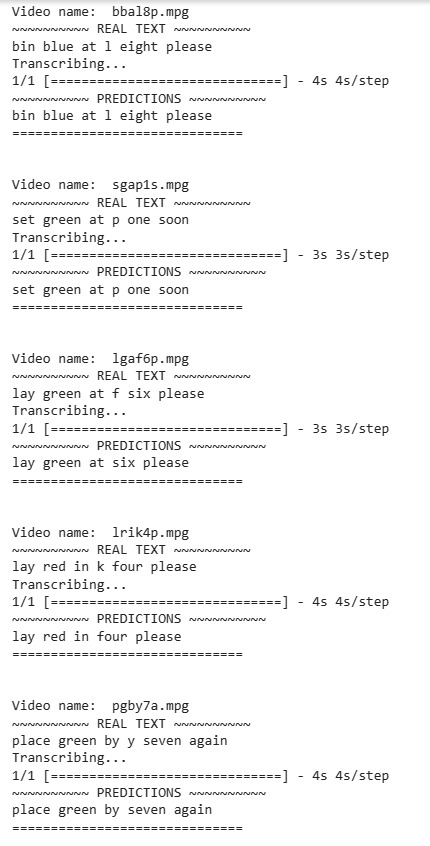 Video name:  bbal8p.mpg
~~~~~~~~~~ REAL TEXT ~~~~~~~~~~
bin blue at l eight please
Transcribing...
1/1 [==============================] - 4s 4s/step
~~~~~~~~~~ PREDICTIONS ~~~~~~~~~~
bin blue at l eight please
==============================
Video name:  sgap1s.mpg
~~~~~~~~~~ REAL TEXT ~~~~~~~~~~
set green at p one soon
Transcribing...
1/1 [==============================] - 3s 3s/step
~~~~~~~~~~ PREDICTIONS ~~~~~~~~~~
set green at p one soon
==============================
Video name:  lgaf6p.mpg
~~~~~~~~~~ REAL TEXT ~~~~~~~~~~
lay green at f six please
Transcribing...
1/1 [==============================] - 3s 3s/step
~~~~~~~~~~ PREDICTIONS ~~~~~~~~~~
lay green at six please
==============================
Video name:  lrik4p.mpg
~~~~~~~~~~ REAL TEXT ~~~~~~~~~~
lay red in k four please
Transcribing...
1/1 [==============================] - 4s 4s/step
~~~~~~~~~~ PREDICTIONS ~~~~~~~~~~
lay red in four please
==============================
Video name:  pgby7a.mpg
~~~~~~~~~~ REAL TEXT ~~~~~~~~~~
place green by y seven again
Transcribing...
1/1 [==============================] - 4s 4s/step
~~~~~~~~~~ PREDICTIONS ~~~~~~~~~~
place green by seven again
==============================